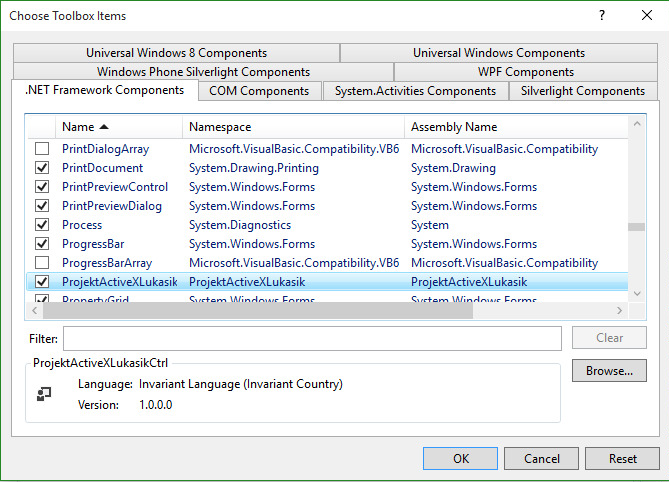 Choose Toolbox Items
Universal Windows 8 Components Universal Windows Components
Windows Phone Silverlight Components WPF Components
.NET Framework Components COM Components System.Activities Components Silverlight Components
Name Namespace Assembly Name
PrintDialogArray Microsoft.VisualBasic.Compatibility.VB6 Microsoft.VisualBasic.Compatibility
PrintDocument System.Drawing.Printing System.Drawing
PrintPreviewControl System.Windows.Forms System.Windows.Forms
PrintPreviewDialog System.Windows.Forms System.Windows.Forms
Process System.Diagnostics System
ProgressBar System.Windows.Forms System.Windows.Forms
ProgressBarArray Microsoft.VisualBasic.Compatibility.VB6 Microsoft.VisualBasic.Compatibility
ProjektActiveXLukasik ProjektActiveXLukasik ProjektActiveXLukasik
PropertyGrid System.Windows.Forms System.Windows.Forms
Filter: Clear
ProjektActiveXLukasikCtrl Browse...
Language: Invariant Language (Invariant Country)
Version: 1.0.0.0
OK Cancel Reset